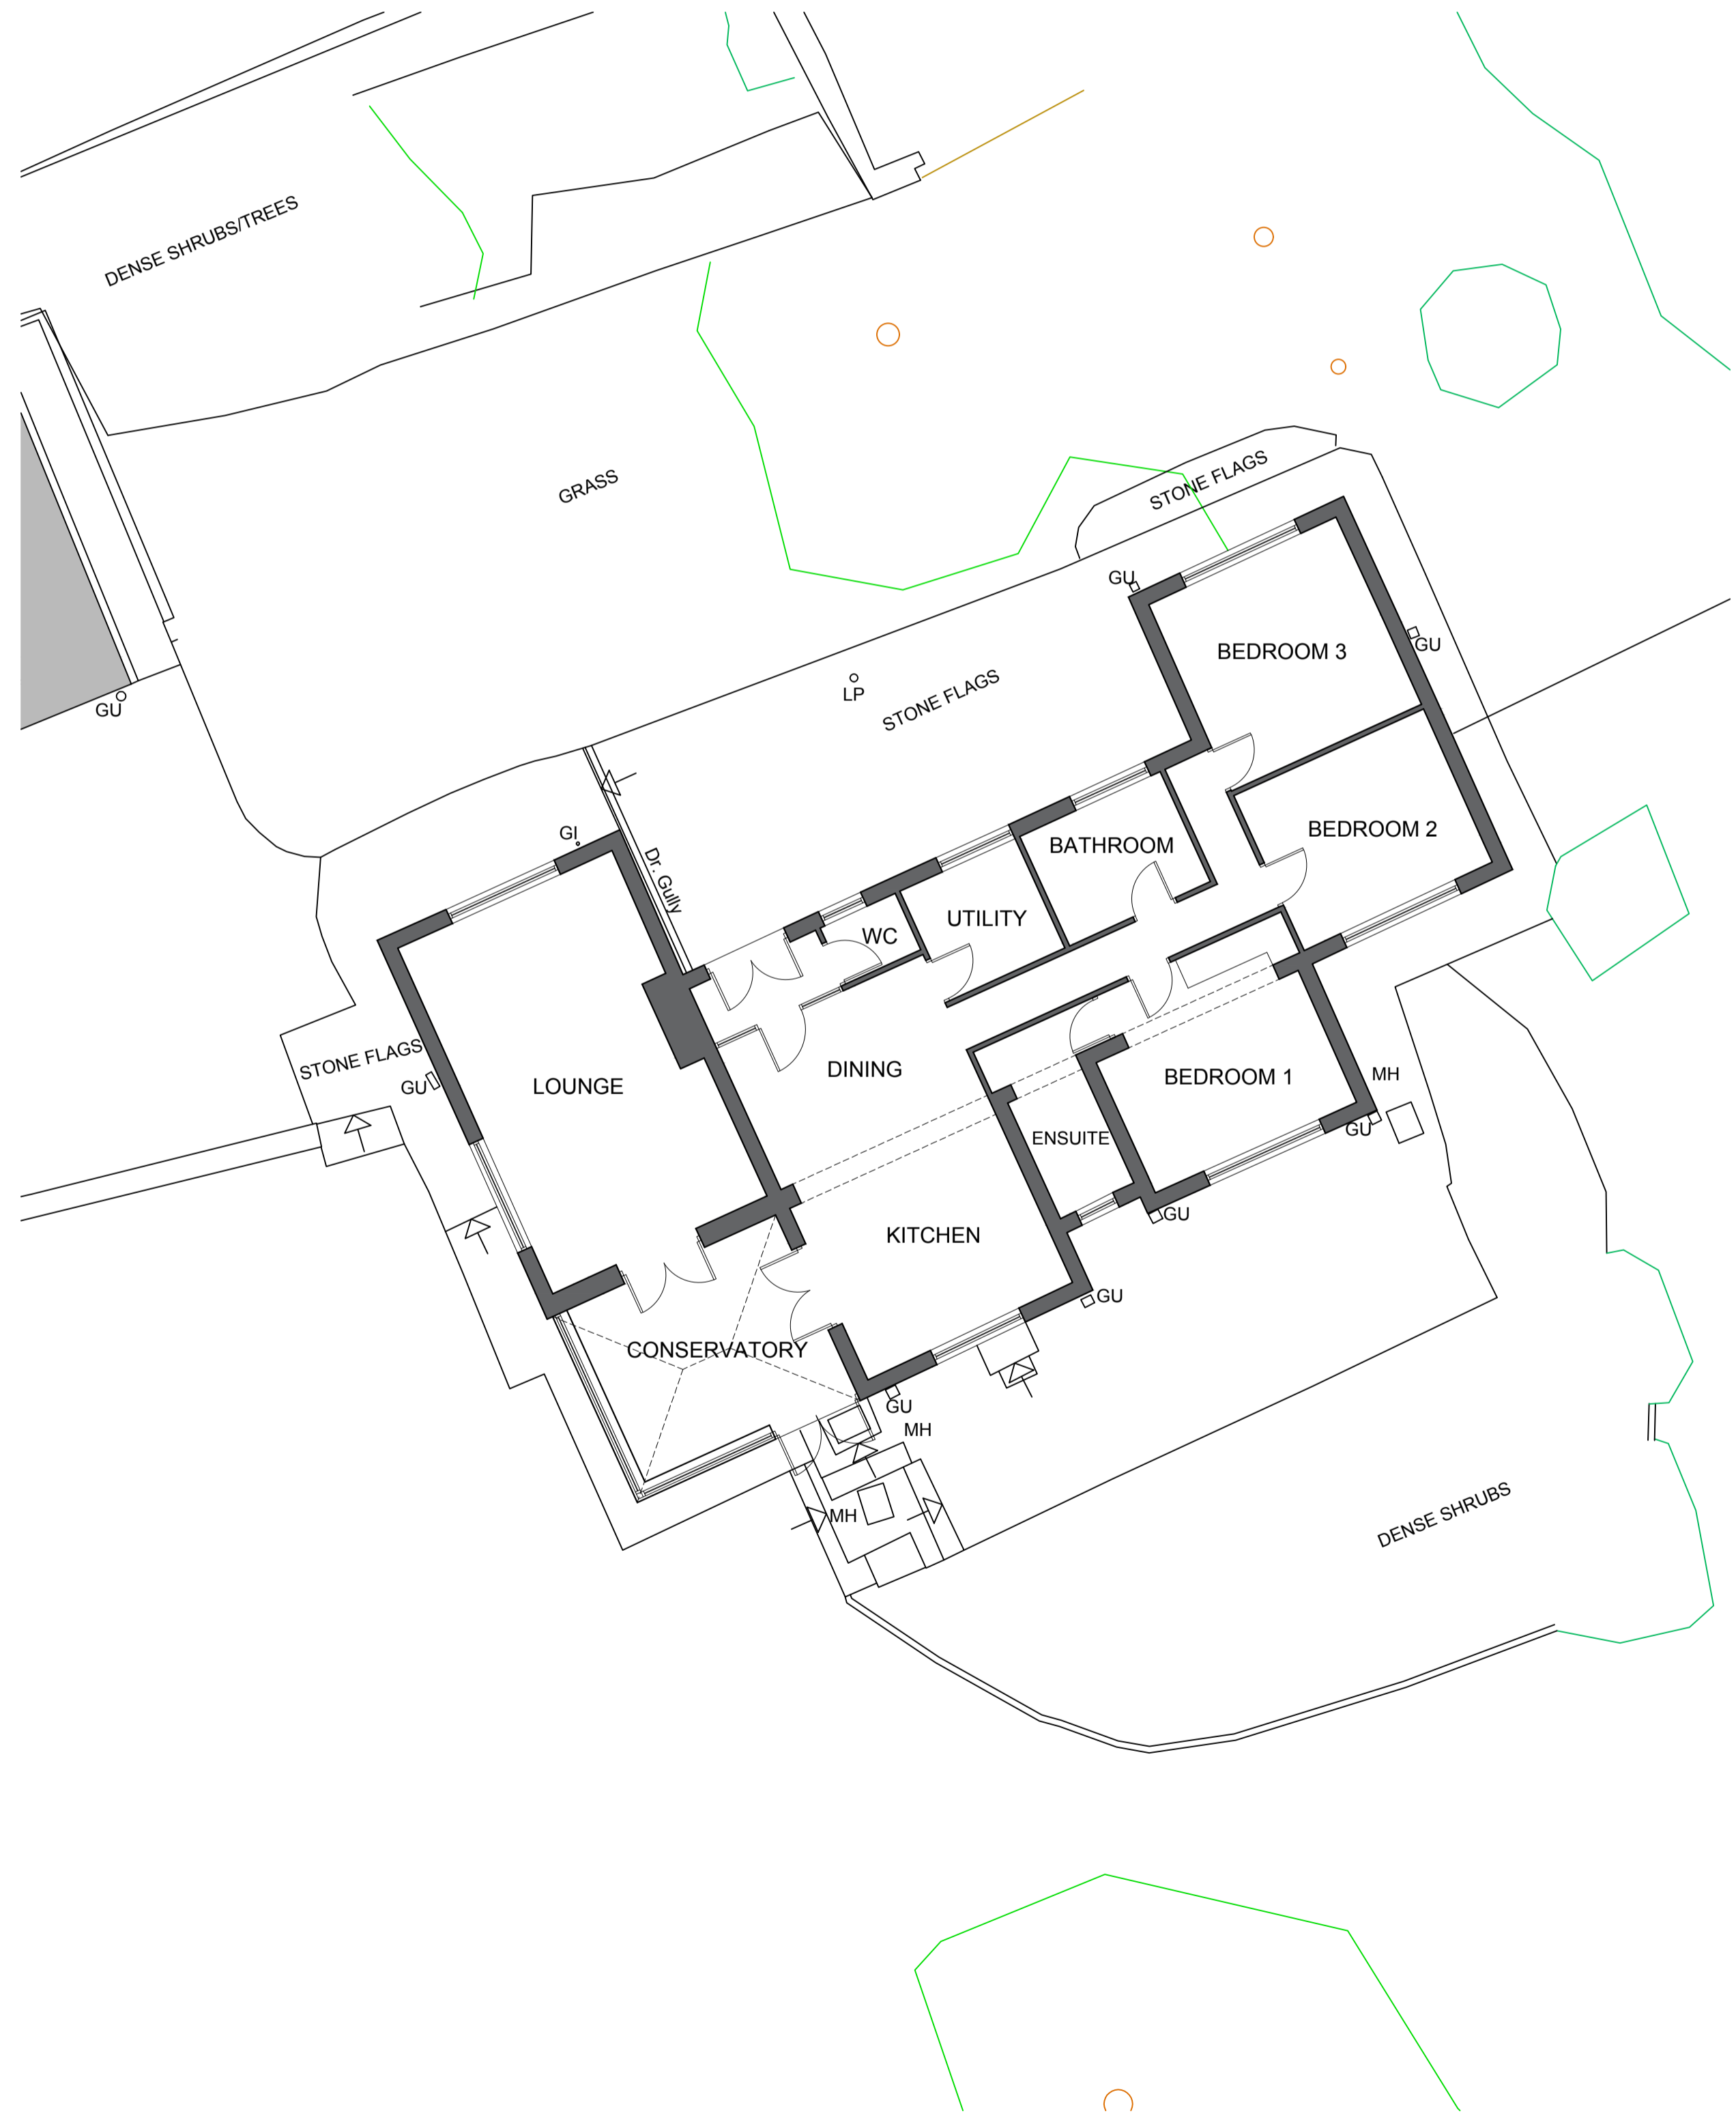 DENSE SHRUBS/TREES
STONE FLAGS
GRASS
GU
BEDROOM 3
GU
STONE FLAGS
LP
GU
GI
BEDROOM 2
BATHROOM
Dr. Gully
UTILITY
WC
STONE FLAGS
DINING
BEDROOM 1
MH
LOUNGE
GU
GU
ENSUITE
GU
KITCHEN
GU
CONSERVATORY
GU
MH
MH
DENSE SHRUBS